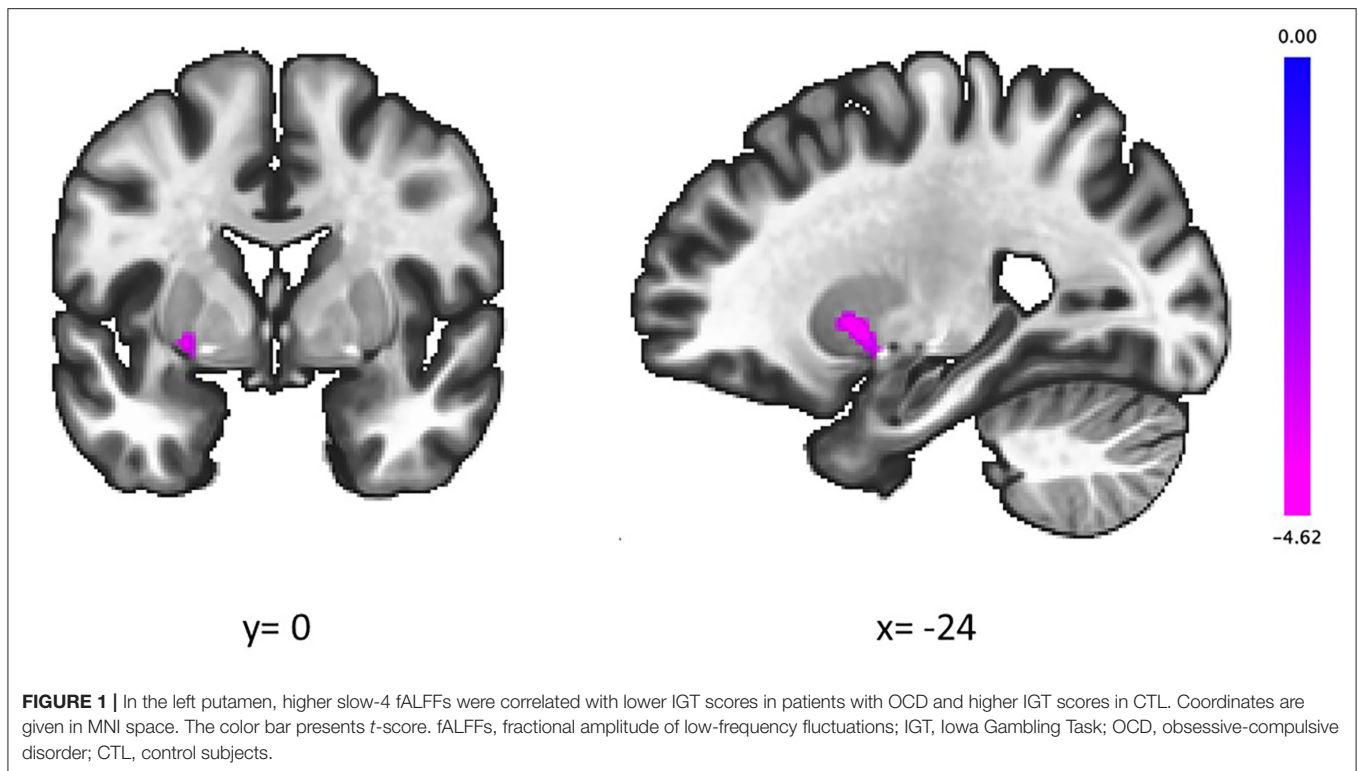 0.00
−4.62
y= 0
x= -24
FIGURE 1 | In the left putamen, higher slow-4 fALFFs were correlated with lower IGT scores in patients with OCD and higher IGT scores in CTL. Coordinates are
given in MNI space. The color bar presents t-score. fALFFs, fractional amplitude of low-frequency fluctuations; IGT, Iowa Gambling Task; OCD, obsessive-compulsive
disorder; CTL, control subjects.